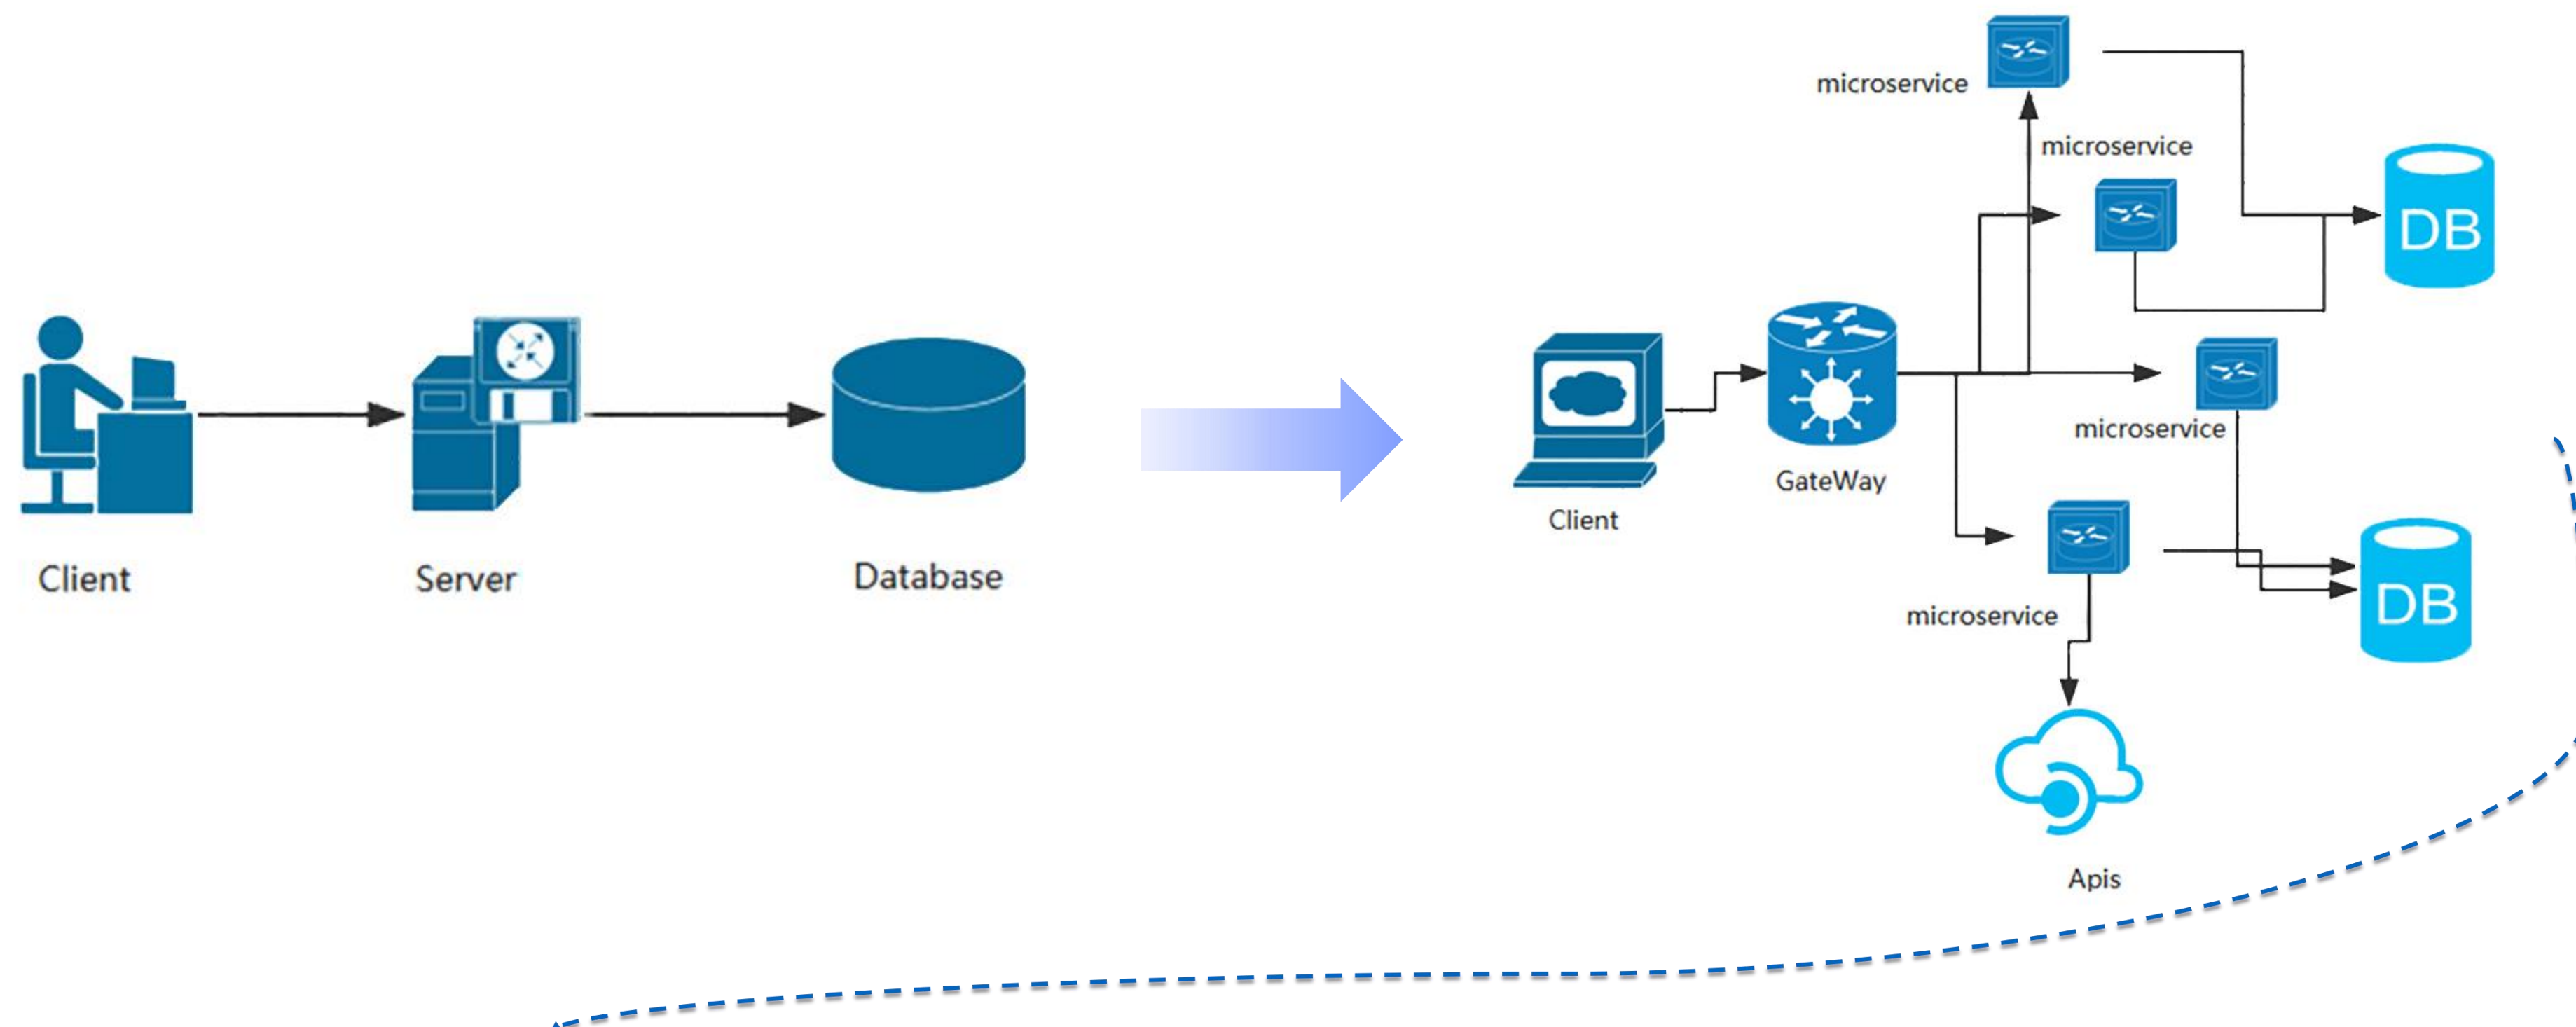 Client
Server
Database
microservice
microservice
DB
GateWay
Client
microservice
microservice
DB
Apis